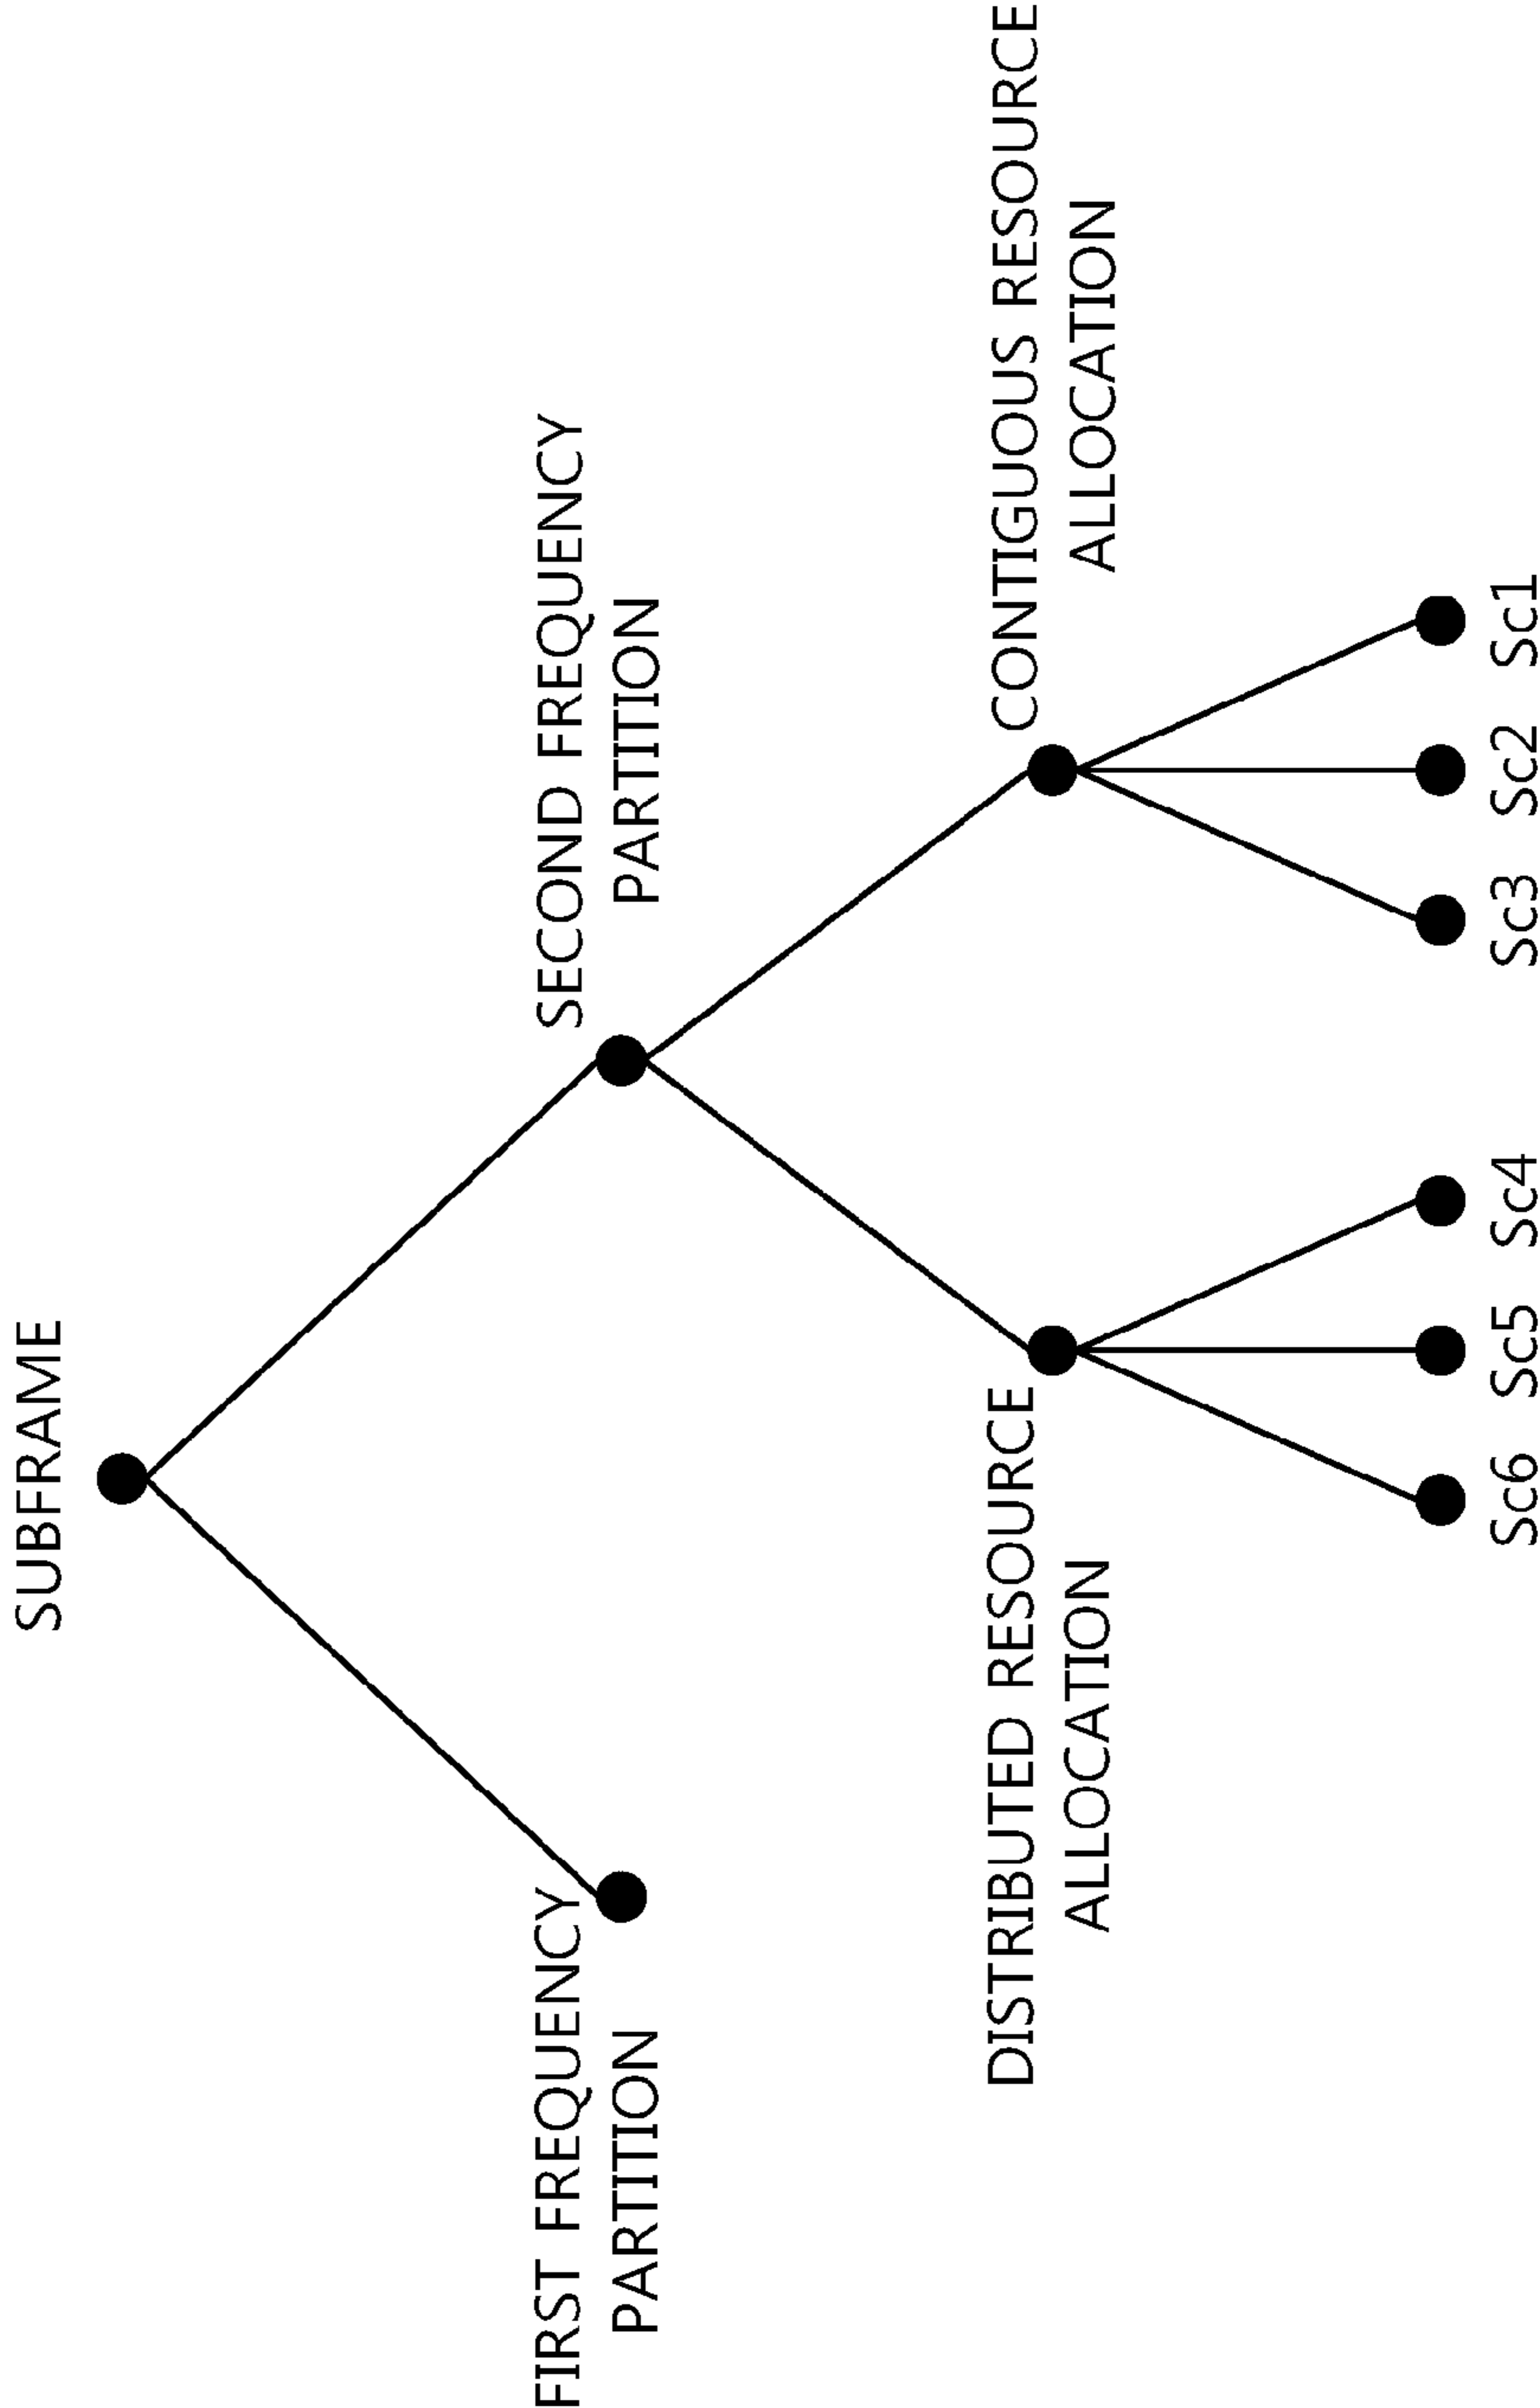 SUBFRAME
FIRST FREQUENCY
PARTITION
SECOND FREQUENCY
PARTITION
DISTRIBUTED RESOURCE
ALLOCATION
CONTIGUOUS RESOURCE
ALLOCATION
Sc6 Sc5 Sc4 Sc3 Sc2 Sc1